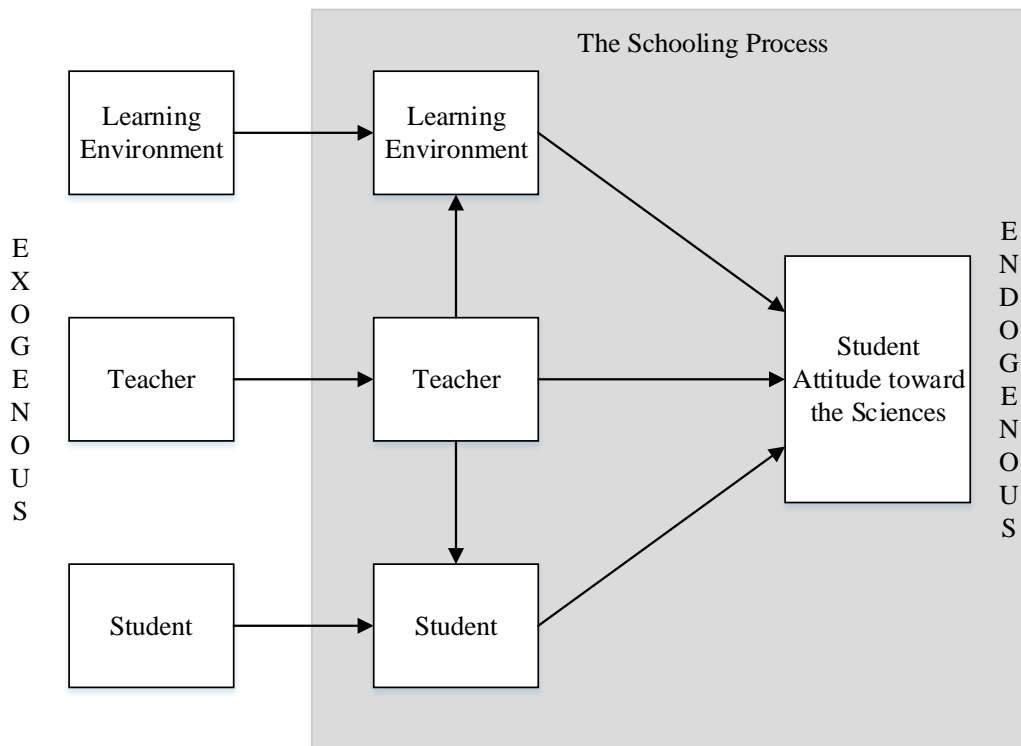 The Schooling Process
Learning
Environment
Learning
Environment
E
X
O
G
E
N
O
U
S
Teacher
Teacher
Student
Attitude toward
the Sciences
E
N
D
O
G
E
N
O
U
S
Student
Student